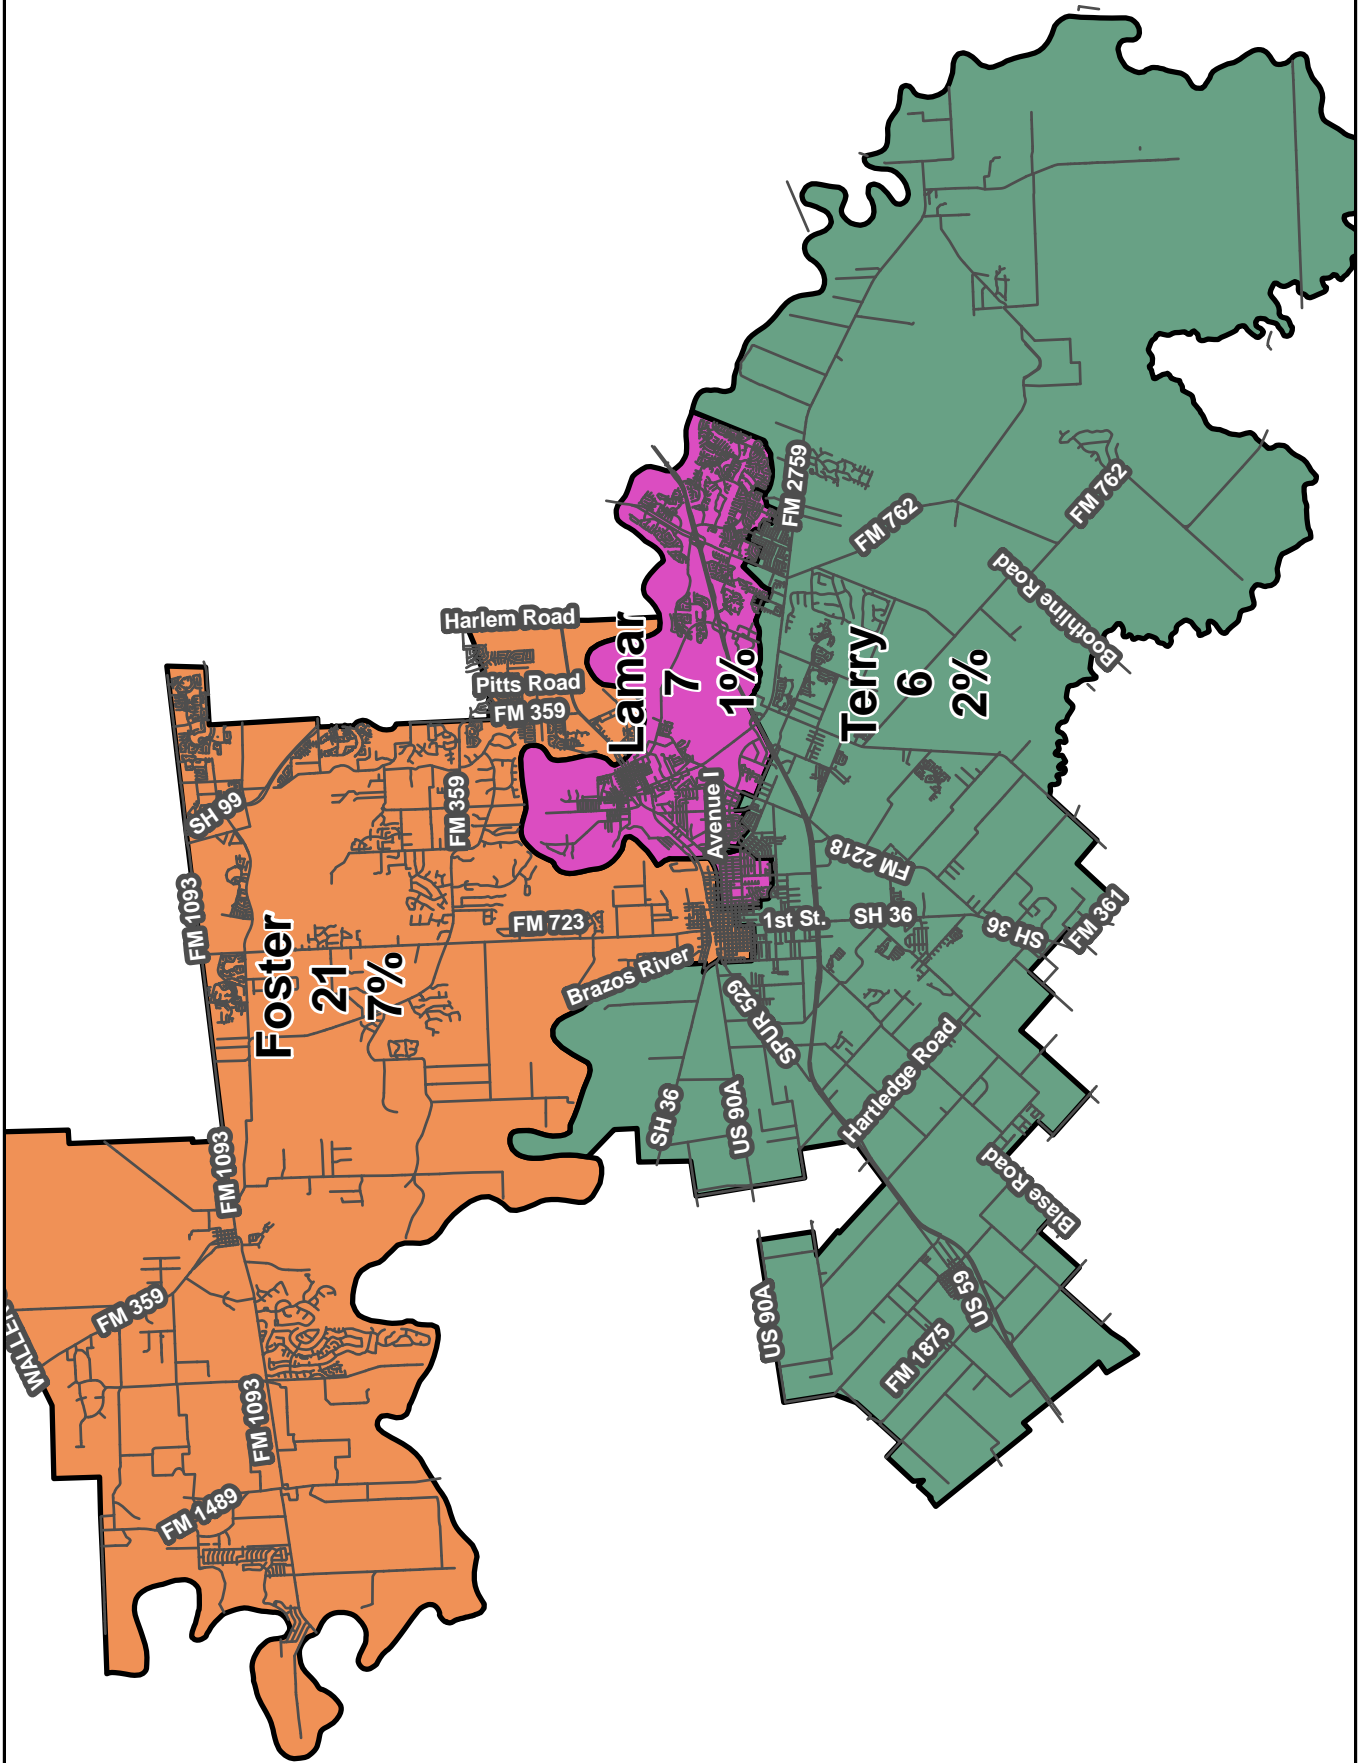 Harlem Road
Pitts Road
FM 359
FM 359
SH 99
FM 1093
Foster
21
7%
FM 723
Brazos River
Lamar
7
1%
Avenue I
FM 2759
FM 762
FM 762
Boothline Road
Terry
6
2%
FM 2218
1st St.
SH 36
SH 36
FM 361
SPUR 529
SH 36
US 90A
Hartledge Road
Blase Road
US 90A
US 59
FM 1875
FM 1093
FM 359
FM 1093
FM 1489